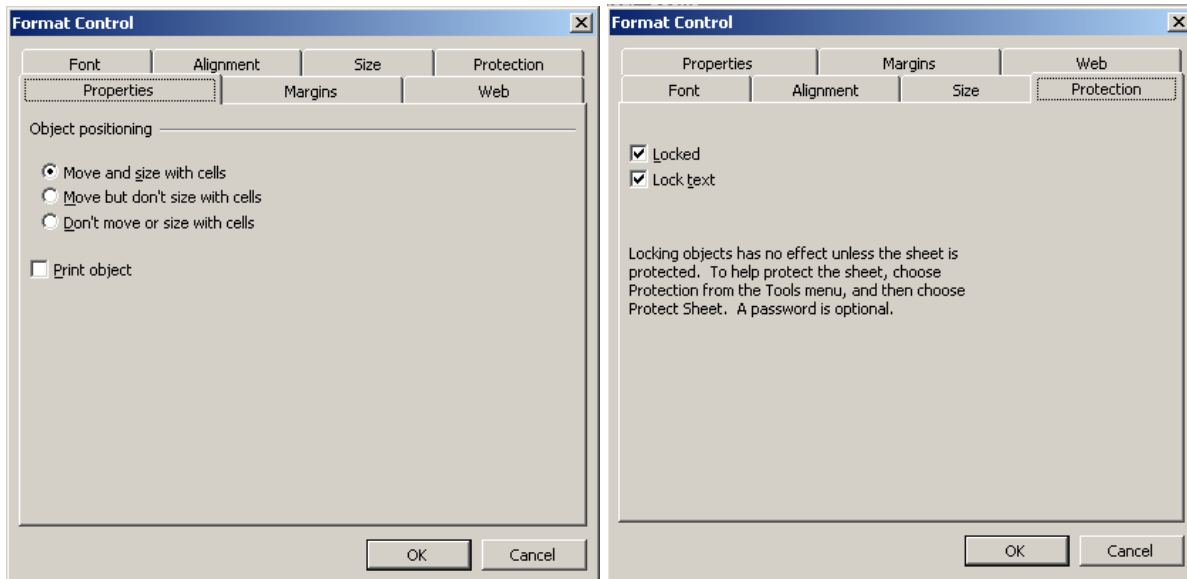 Format Control
Font Alignment Size Protection
Properties Margins Web
Object positioning
Move and size with cells
Move but don't size with cells
Don't move or size with cells
Print object
OK Cancel
Format Control
Properties Margins Web
Font Alignment Size Protection
Locked
Lock text
Locking objects has no effect unless the sheet is
protected. To help protect the sheet, choose
Protection from the Tools menu, and then choose
Protect Sheet. A password is optional.
OK Cancel